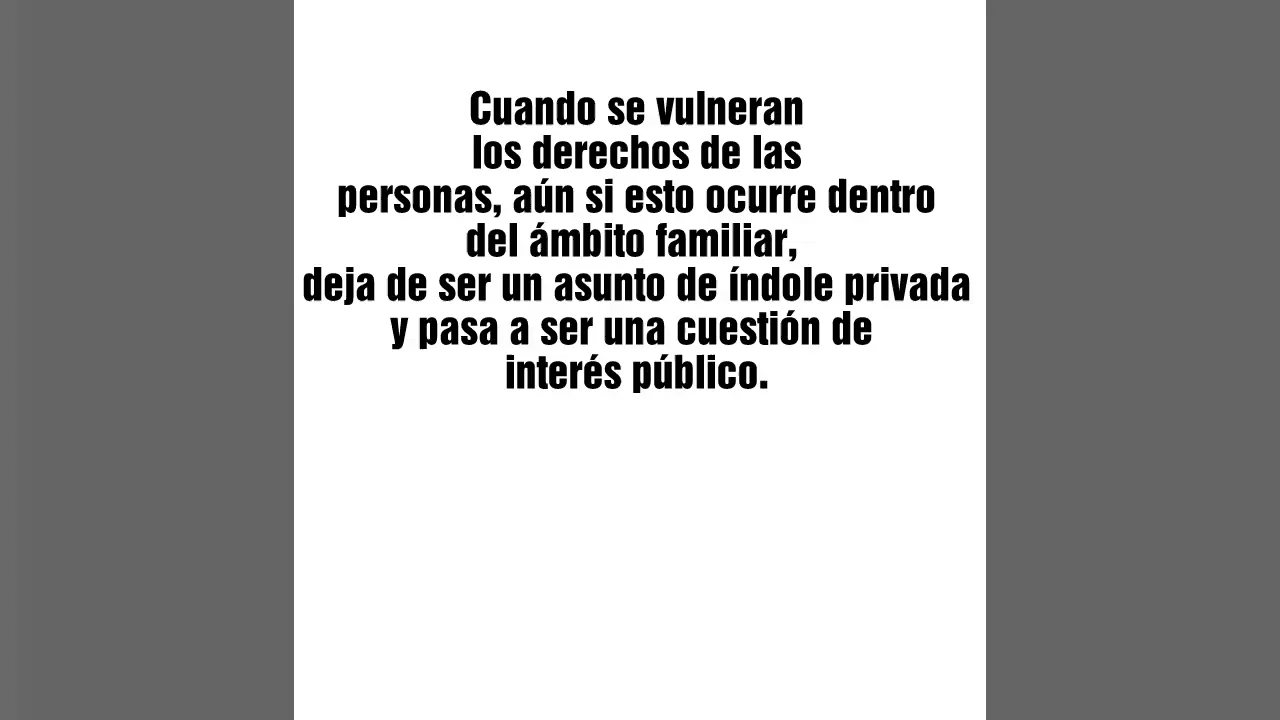 Cuando se vulneran
los derechos de las
personas, aún si esto ocurre dentro
del ámbito familiar,
deja de ser un asunto de índole privada
y pasa a ser una cuestión de
interés público.